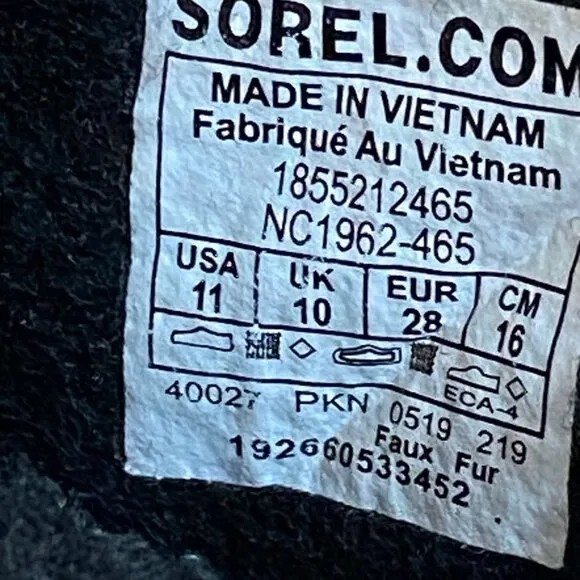 SOREL.COM
MADE IN VIETNAM
Fabriqué Au Vietnam
1855212465
NC1962-465
USA UK EUR CM
11 10 28 16
ECA-4
40027 PKN 0519 219
Faux Fur
192660533452